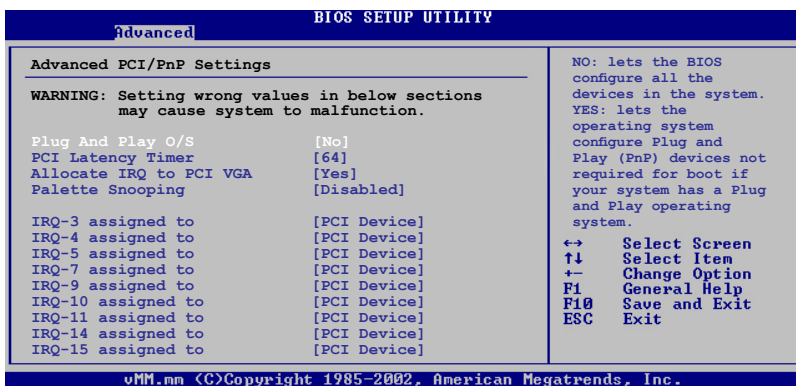 BIOS SETUP UTILITY
Advanced
Advanced PCI/PnP Settings
WARNING: Setting wrong values in below sections
may cause system to malfunction.
Plug And Play O/S [No]
PCI Latency Timer [64]
Allocate IRQ to PCI VGA [Yes]
Palette Snooping [Disabled]
IRQ-3 assigned to [PCI Device]
IRQ-4 assigned to [PCI Device]
IRQ-5 assigned to [PCI Device]
IRQ-7 assigned to [PCI Device]
IRQ-9 assigned to [PCI Device]
IRQ-10 assigned to [PCI Device]
IRQ-11 assigned to [PCI Device]
IRQ-14 assigned to [PCI Device]
IRQ-15 assigned to [PCI Device]
NO: lets the BIOS
configure all the
devices in the system.
YES: lets the
operating system
configure Plug and
Play (PnP) devices not
required for boot if
your system has a Plug
and Play operating
system.
↔ Select Screen
↑↓ Select Item
+- Change Option
F1 General Help
F10 Save and Exit
ESC Exit
vMM.mm (C)Copyright 1985-2002, American Megatrends, Inc.